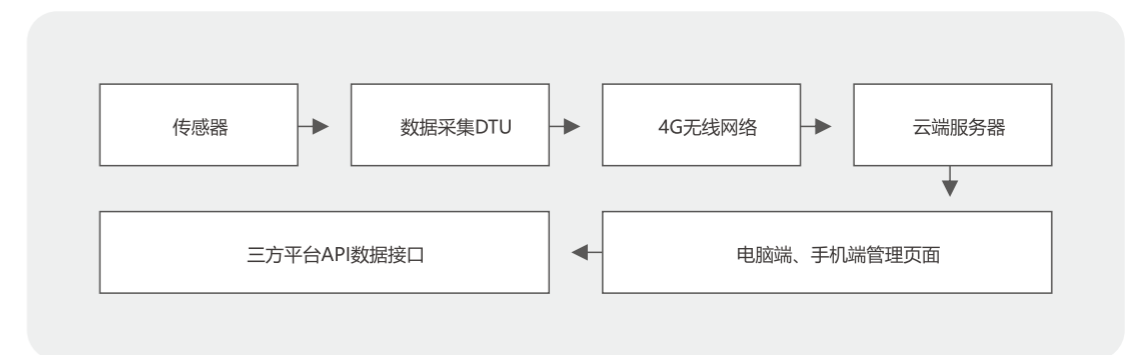 传感器
数据采集DTU
4G无线网络
云端服务器
三方平台API数据接口
电脑端、手机端管理页面